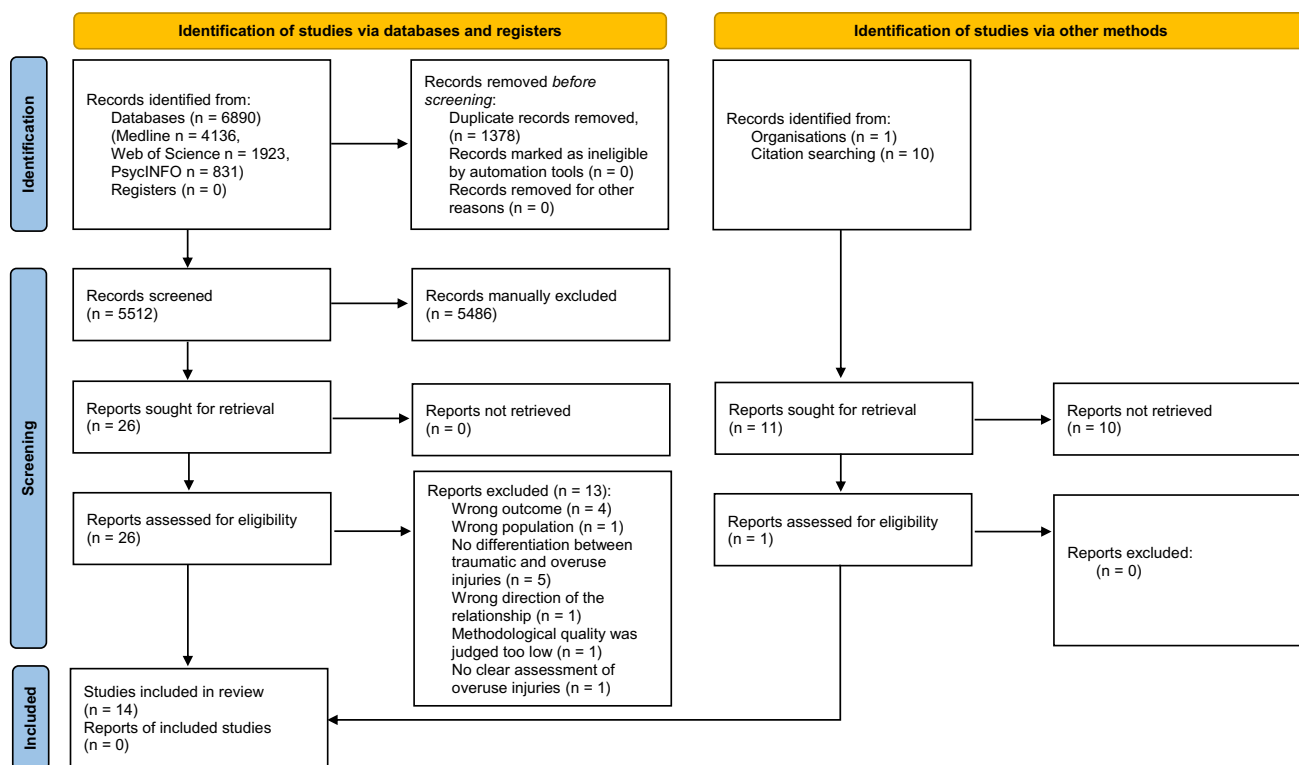 Identification of studies via databases and registers
Identification of studies via other methods
Identification
Records identified from:
Databases (n = 6890)
(Medline n = 4136,
Web of Science n = 1923,
PsycINFO n = 831)
Registers (n = 0)
Records removed before
screening:
Duplicate records removed,
(n = 1378)
Records marked as ineligible
by automation tools (n = 0)
Records removed for other
reasons (n = 0)
Records identified from:
Organisations (n = 1)
Citation searching (n = 10)
Screening
Records screened
(n = 5512)
Records manually excluded
(n = 5486)
Reports sought for retrieval
(n = 26)
Reports not retrieved
(n = 0)
Reports sought for retrieval
(n = 11)
Reports not retrieved
(n = 10)
Reports assessed for eligibility
(n = 26)
Reports excluded (n = 13):
Wrong outcome (n = 4)
Wrong population (n = 1)
No differentiation between
traumatic and overuse
injuries (n = 5)
Wrong direction of the
relationship (n = 1)
Methodological quality was
judged too low (n = 1)
No clear assessment of
overuse injuries (n = 1)
Reports assessed for eligibility
(n = 1)
Reports excluded:
(n = 0)
Included
Studies included in review
(n = 14)
Reports of included studies
(n = 0)